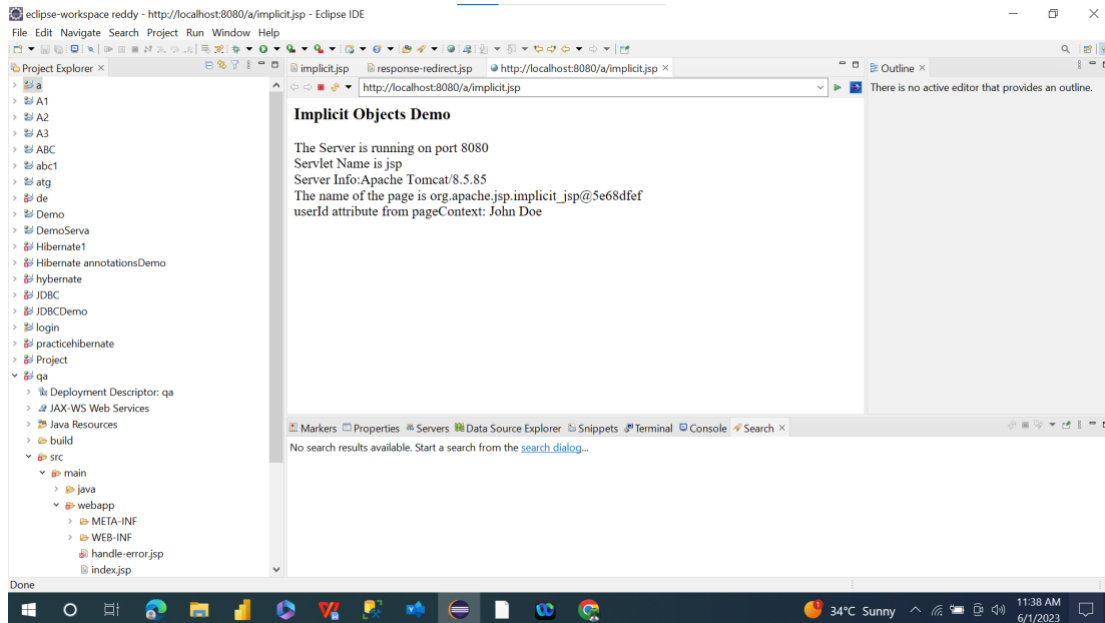 eclipse-workspace reddy - http://localhost:8080/a/implicit.jsp - Eclipse IDE
File Edit Navigate Search Project Run Window Help
Project Explorer
a
A1
A2
A3
ABC
abc1
atg
de
Demo
DemoServa
Hibernate1
Hibernate annotationsDemo
hybernate
JDBC
JDBCDemo
login
practicehibernate
Project
qa
Deployment Descriptor: qa
JAX-WS Web Services
Java Resources
build
src
main
java
webapp
META-INF
WEB-INF
handle-error.jsp
index.jsp
implicit.jsp response-redirect.jsp http://localhost:8080/a/implicit.jsp
http://localhost:8080/a/implicit.jsp
Implicit Objects Demo
The Server is running on port 8080
Servlet Name is jsp
Server Info:Apache Tomcat/8.5.85
The name of the page is org.apache.jsp.implicit_jsp@5e68dfef
userId attribute from pageContext: John Doe
Outline
There is no active editor that provides an outline.
Markers Properties Servers Data Source Explorer Snippets Terminal Console Search
No search results available. Start a search from the search dialog...
Done
34°C Sunny
11:38 AM
6/1/2023